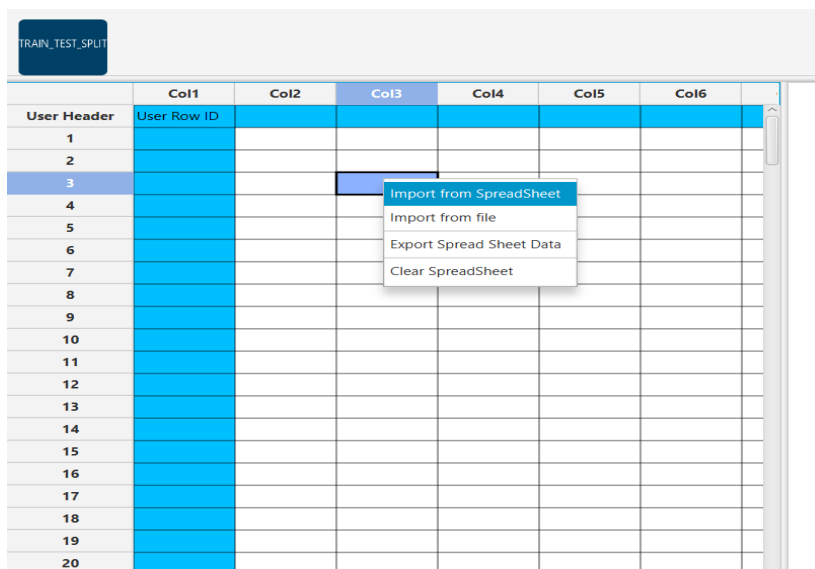 TRAIN_TEST_SPLIT
Col1 Col2 Col3 Col4 Col5 Col6
User Header User Row ID
1
2
3
Import from SpreadSheet
4
Import from file
5
Export Spread Sheet Data
6
7
Clear SpreadSheet
8
9
10
11
12
13
14
15
16
17
18
19
20